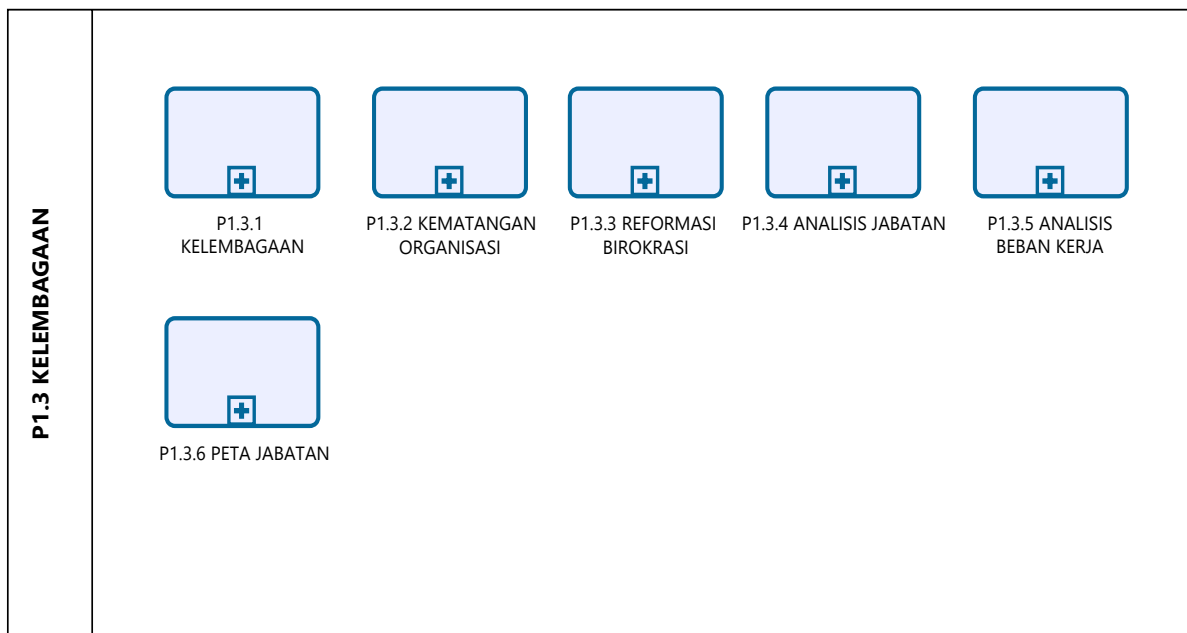 P1.3 KELEMBAGAAN
P1.3.1
KELEMBAGAAN
P1.3.2 KEMATANGAN
ORGANISASI
P1.3.3 REFORMASI
BIROKRASI
P1.3.4 ANALISIS JABATAN
P1.3.5 ANALISIS
BEBAN KERJA
P1.3.6 PETA JABATAN